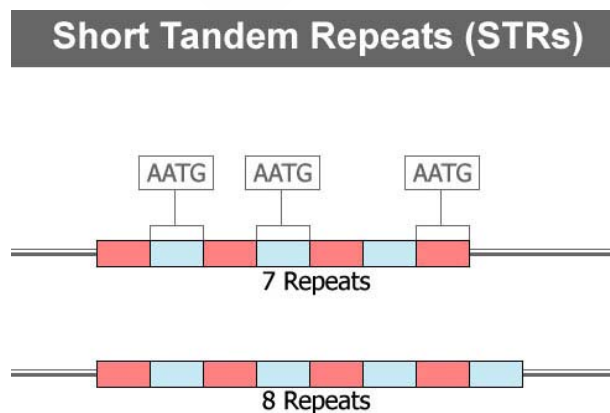 Short Tandem Repeats (STRs)
AATG AATG AATG
7 Repeats
8 Repeats